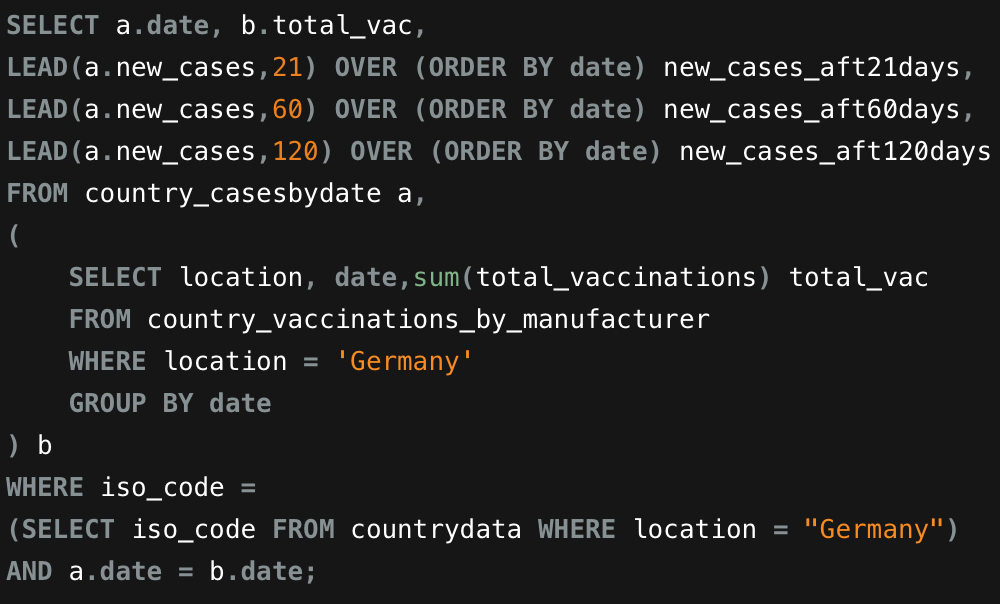 SELECT a.date, b.total_vac,
LEAD(a.new_cases,21) OVER (ORDER BY date) new_cases_aft21days,
LEAD(a.new_cases,60) OVER (ORDER BY date) new_cases_aft60days,
LEAD(a.new_cases,120) OVER (ORDER BY date) new_cases_aft120days
FROM country_casesbydate a,
(
    SELECT location, date,sum(total_vaccinations) total_vac
    FROM country_vaccinations_by_manufacturer
    WHERE location = 'Germany'
    GROUP BY date
) b
WHERE iso_code =
(SELECT iso_code FROM countrydata WHERE location = "Germany")
AND a.date = b.date;